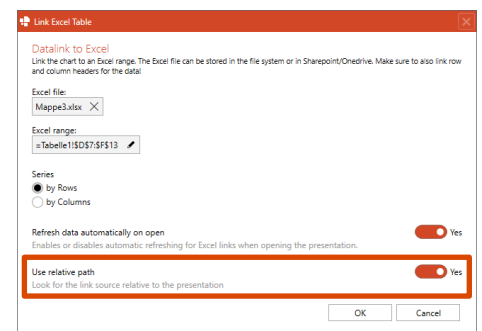 Link Excel Table
Datalink to Excel
Link the chart to an Excel range. The Excel file can be stored in the file system or in Sharepoint/Onedrive. Make sure to also link row
and column headers for the data!
Excel file:
Mappe3.xlsx
Excel range:
=Tabelle1!$D$7:$F$13
Series
by Rows
by Columns
Refresh data automatically on open
Yes
Enables or disables automatic refreshing for Excel links when opening the presentation.
Use relative path
Yes
Look for the link source relative to the presentation
OK
Cancel